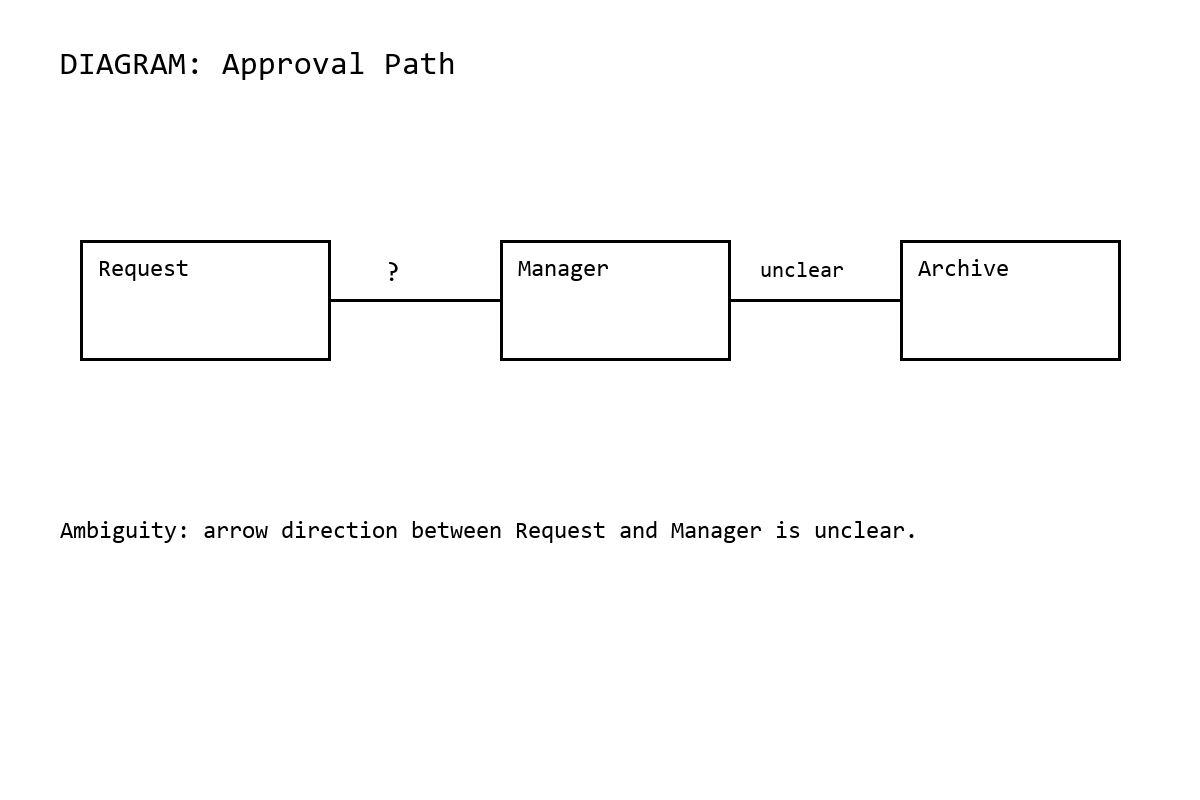 DIAGRAM: Approval Path
Request
?
Manager
unclear
Archive
Ambiguity: arrow direction between Request and Manager is unclear.